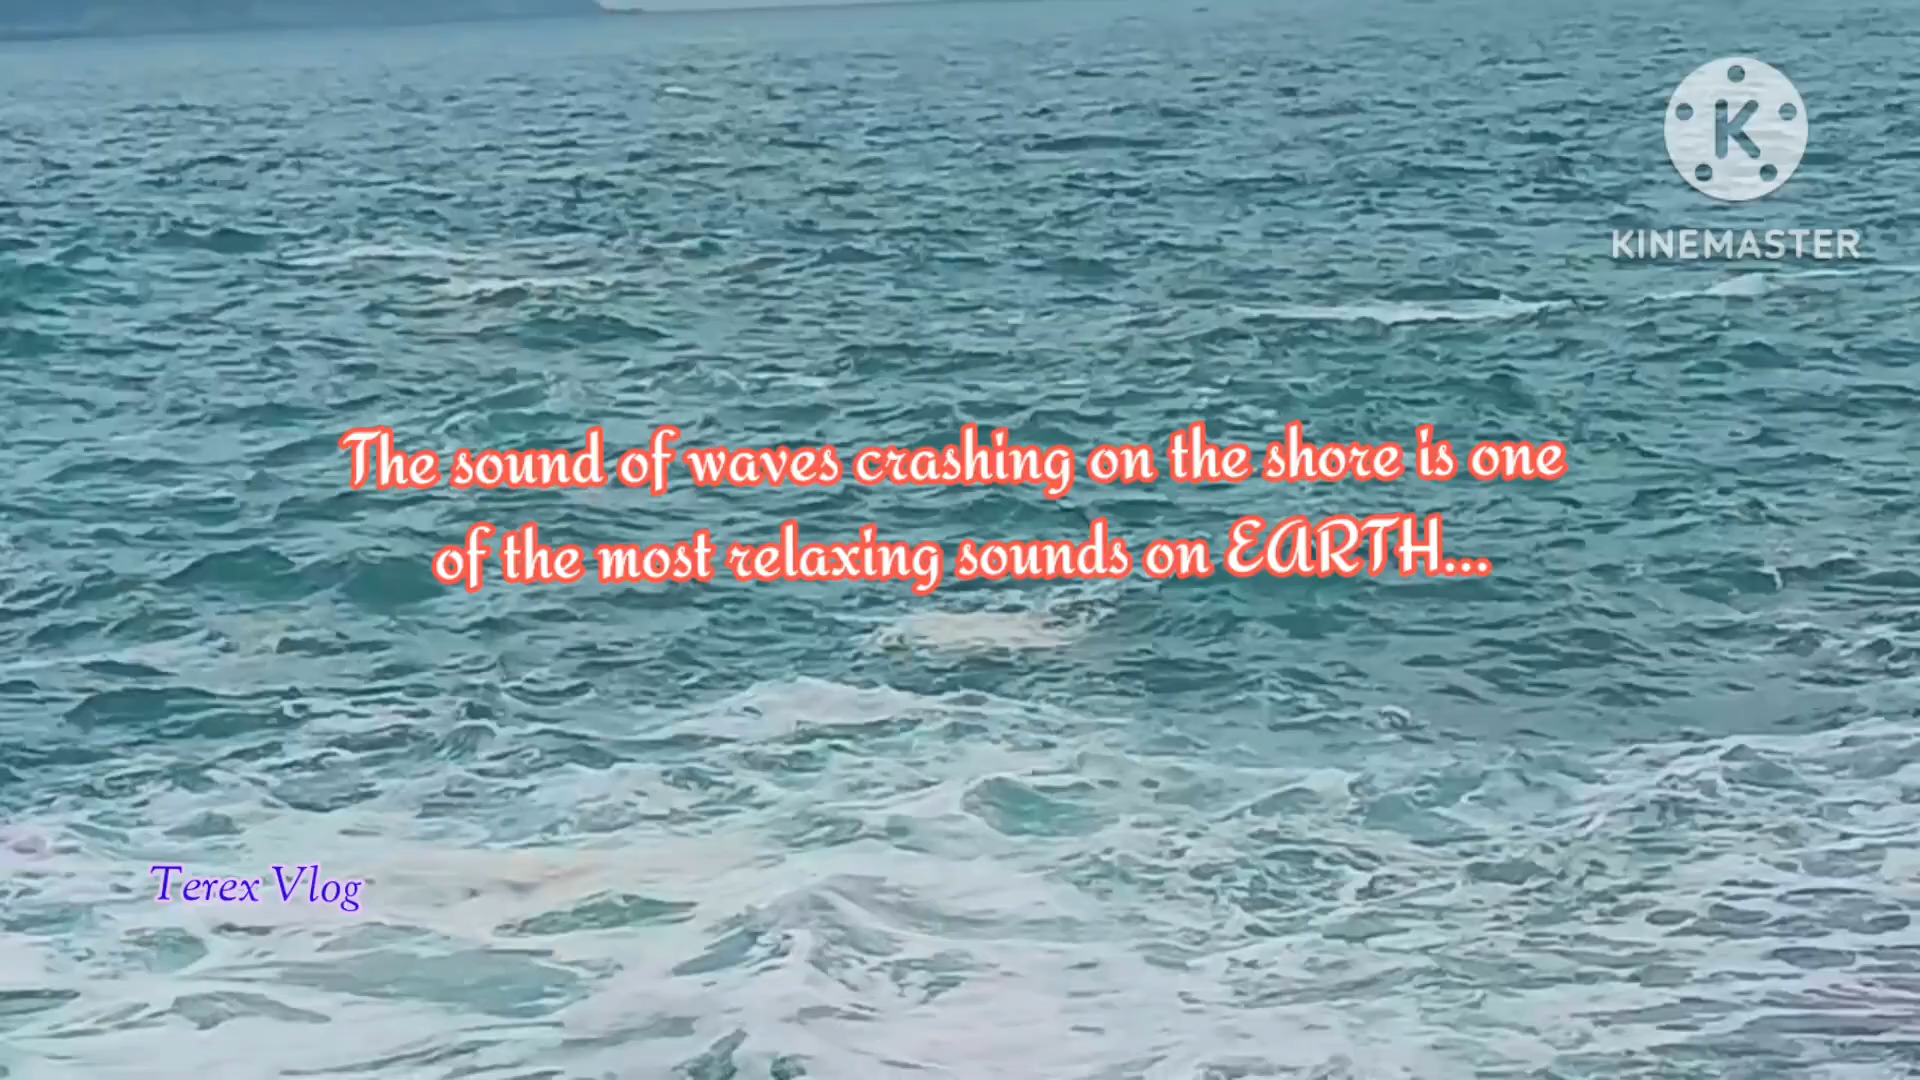 K
KINEMASTER
The sound of waves crashing on the shore is one
of the most relaxing sounds on EARTH...
Terex Vlog